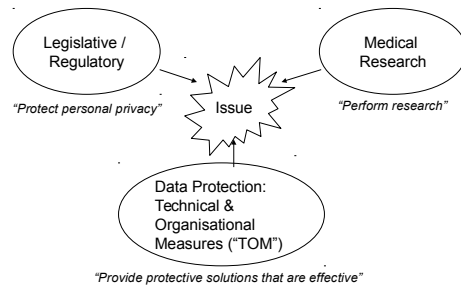 Legislative /
Regulatory
Medical
Research
"Protect personal privacy"
Issue
"Perform research"
Data Protection:
Technical &
Organisational
Measures ("TOM")
"Provide protective solutions that are effective"